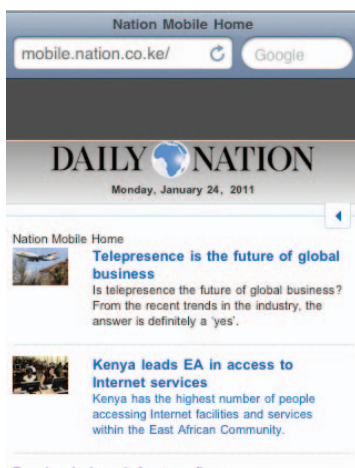 Nation Mobile Home
mobile.nation.co.ke/
Google
DAILY NATION
Monday, January 24, 2011
Nation Mobile Home
Telepresence is the future of global
business
Is telepresence the future of global business?
From the recent trends in the industry, the
answer is definitely a 'yes'.
Kenya leads EA in access to
Internet services
Kenya has the highest number of people
accessing Internet facilities and services
within the East African Community.